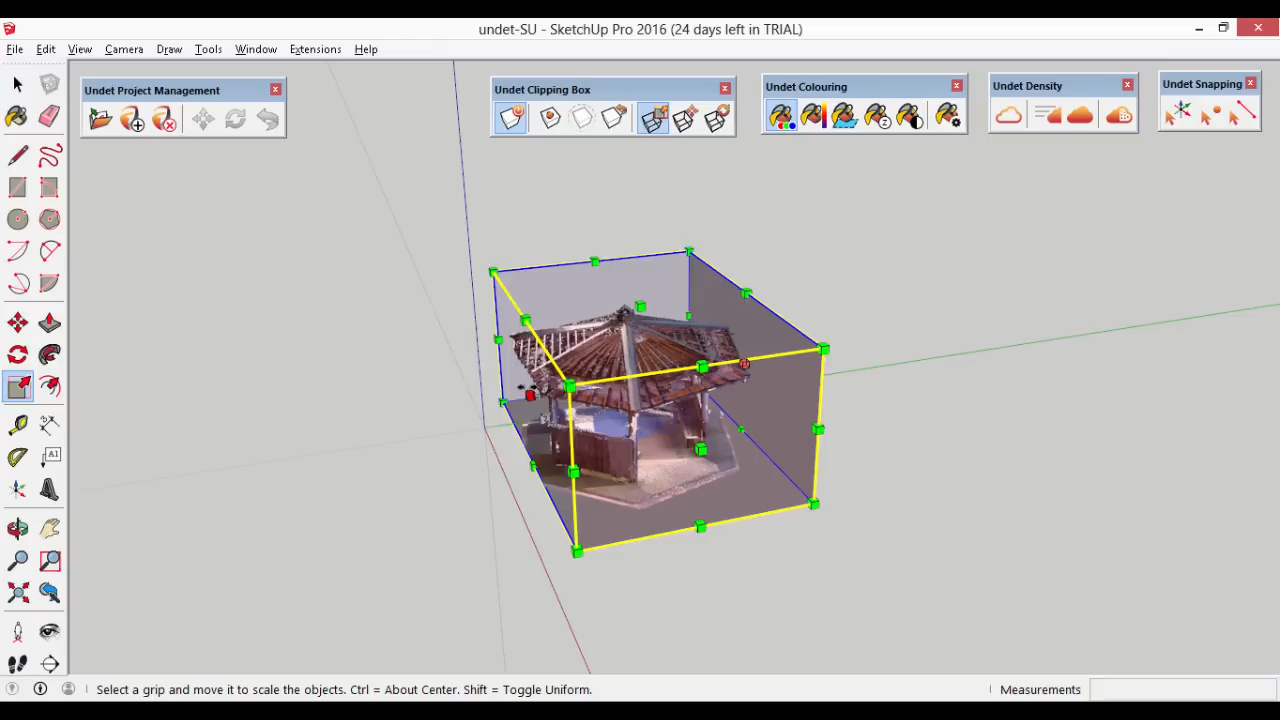 undet-SU - SketchUp Pro 2016 (24 days left in TRIAL)
File Edit View Camera Draw Tools Window Extensions Help
Undet Project Management
Undet Clipping Box
Undet Colouring
Undet Density
Undet Snapping
Z
A1
Select a grip and move it to scale the objects. Ctrl = About Center. Shift = Toggle Uniform.
Measurements